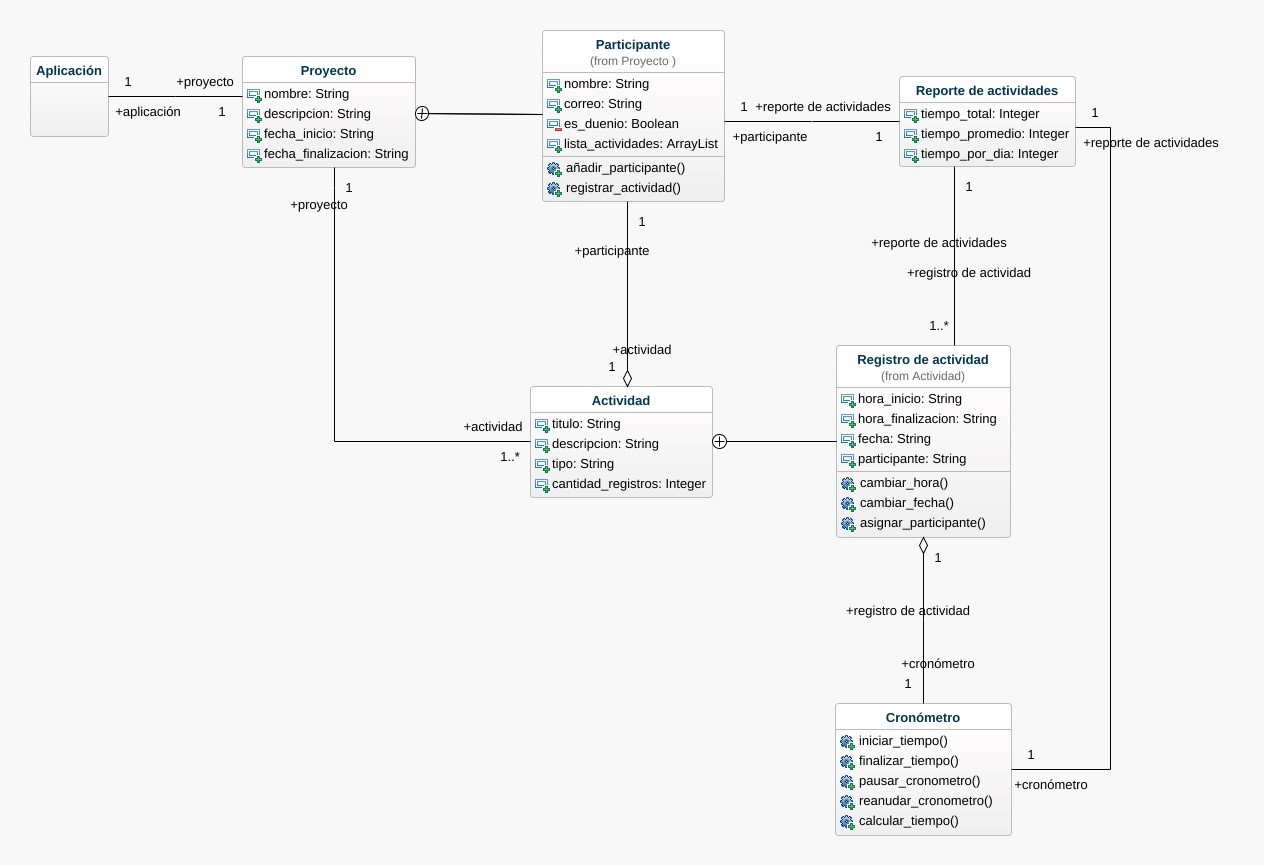 Aplicación
1
+proyecto
+aplicación
1
Proyecto
nombre: String
descripcion: String
fecha_inicio: String
fecha_finalizacion: String
Participante
(from Proyecto )
nombre: String
correo: String
es_duenio: Boolean
lista_actividades: ArrayList
añadir_participante()
registrar_actividad()
1
+reporte de actividades
+participante
1
Reporte de actividades
tiempo_total: Integer
tiempo_promedio: Integer
tiempo_por_dia: Integer
1
+reporte de actividades
1
+proyecto
1
+participante
1
+reporte de actividades
+registro de actividad
1..*
+actividad
1
+actividad
1..*
Actividad
titulo: String
descripcion: String
tipo: String
cantidad_registros: Integer
Registro de actividad
(from Actividad)
hora_inicio: String
hora_finalizacion: String
fecha: String
participante: String
cambiar_hora()
cambiar_fecha()
asignar_participante()
1
+registro de actividad
+cronómetro
1
Cronómetro
iniciar_tiempo()
finalizar_tiempo()
pausar_cronometro()
reanudar_cronometro()
calcular_tiempo()
1
+cronómetro